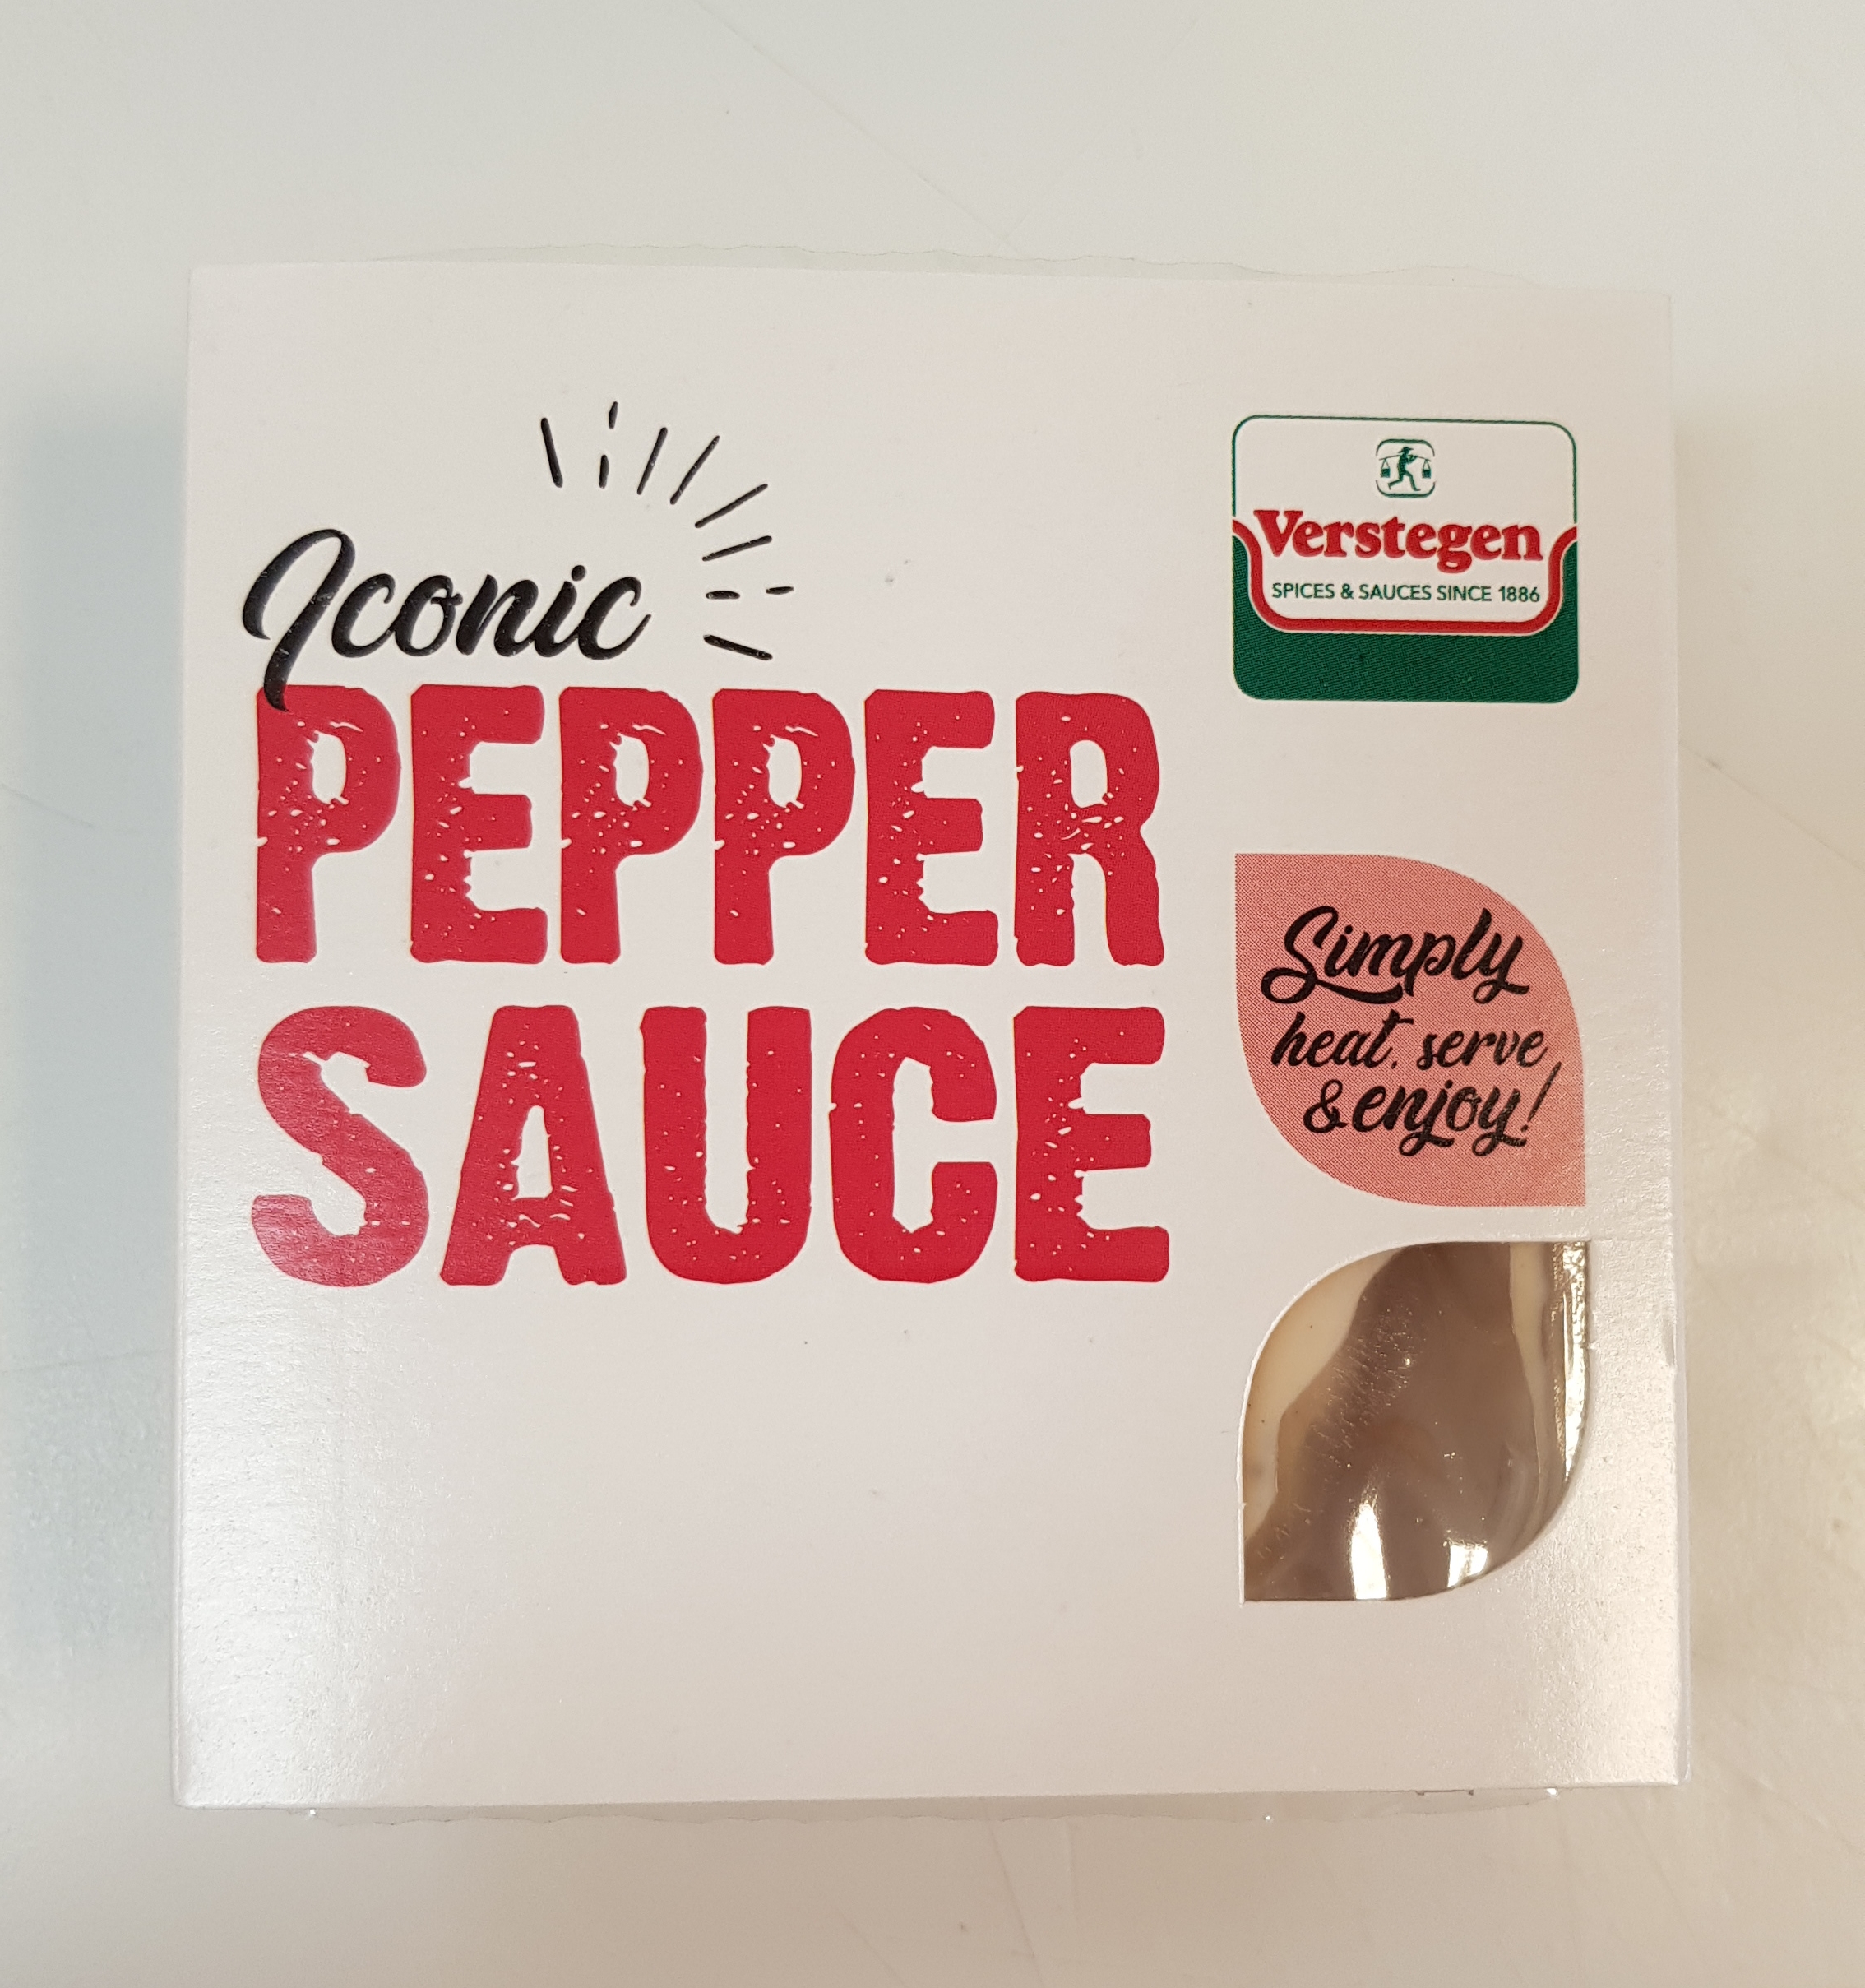 Iconic
PEPPER
SAUCE
Verstegen
SPICES & SAUCES SINCE 1886
Simply
heat, serve
& enjoy!